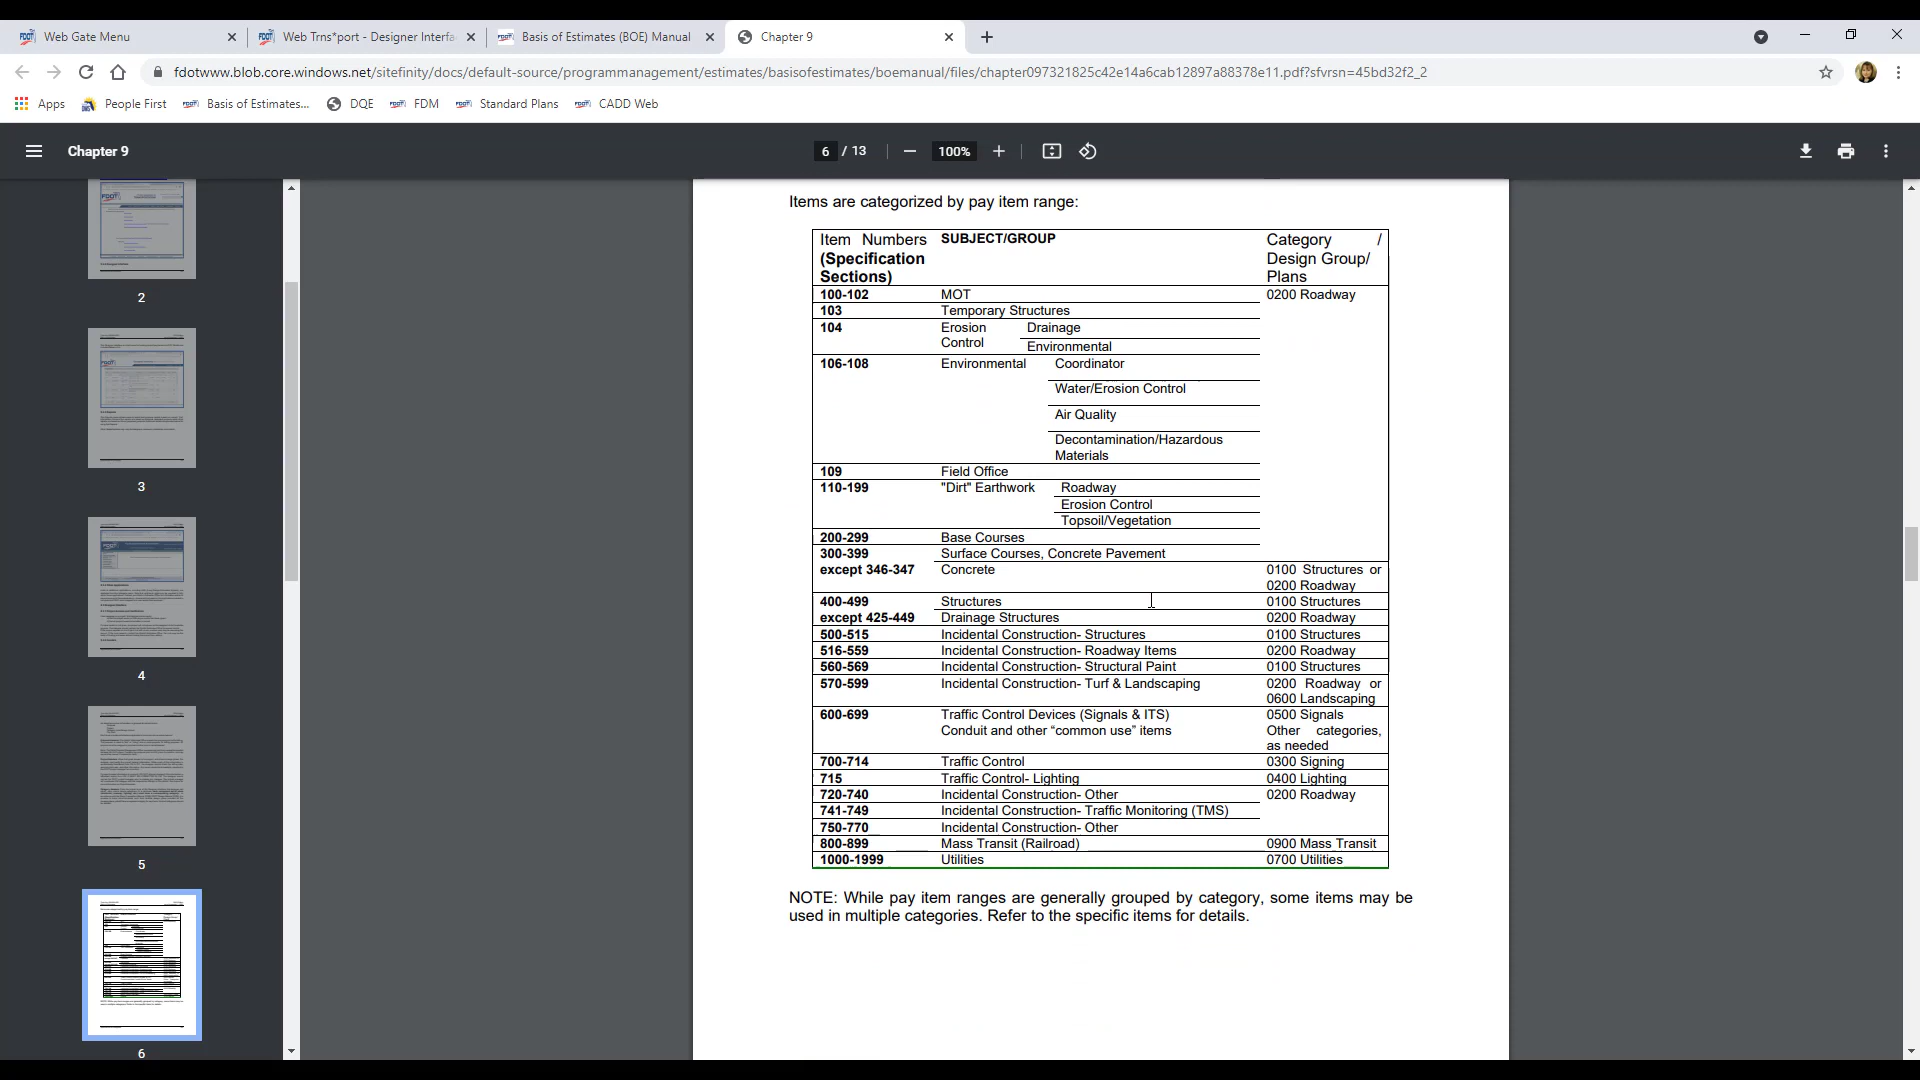 Web Gate Menu
Web Trns*port - Designer Interfa
Basis of Estimates (BOE) Manual
Chapter 9
fdotwww.blob.core.windows.net/sitefinity/docs/default-source/programmanagement/estimates/basisofestimates/boemanual/files/chapter097321825c42e14a6cab12897a88378e11.pdf?sfvrsn=45bd32f2_2
Apps People First Basis of Estimates... DQE FDM Standard Plans CADD Web
Chapter 9
6 / 13
100%
2
3
4
5
6
Items are categorized by pay item range:
Item Numbers SUBJECT/GROUP Category /
(Specification Design Group/
Sections) Plans
100-102 MOT 0200 Roadway
103 Temporary Structures
104 Erosion Drainage
Control
Environmental
106-108 Environmental Coordinator
Water/Erosion Control
Air Quality
Decontamination/Hazardous
Materials
109 Field Office
110-199 "Dirt" Earthwork Roadway
Erosion Control
Topsoil/Vegetation
200-299 Base Courses
300-399 Surface Courses, Concrete Pavement
except 346-347 Concrete 0100 Structures or
0200 Roadway
400-499 Structures 0100 Structures
except 425-449 Drainage Structures 0200 Roadway
500-515 Incidental Construction- Structures 0100 Structures
516-559 Incidental Construction- Roadway Items 0200 Roadway
560-569 Incidental Construction- Structural Paint 0100 Structures
570-599 Incidental Construction- Turf & Landscaping 0200 Roadway or
0600 Landscaping
600-699 Traffic Control Devices (Signals & ITS) 0500 Signals
Conduit and other “common use” items Other categories,
as needed
700-714 Traffic Control 0300 Signing
715 Traffic Control- Lighting 0400 Lighting
720-740 Incidental Construction- Other 0200 Roadway
741-749 Incidental Construction- Traffic Monitoring (TMS)
750-770 Incidental Construction- Other
800-899 Mass Transit (Railroad) 0900 Mass Transit
1000-1999 Utilities 0700 Utilities
NOTE: While pay item ranges are generally grouped by category, some items may be
used in multiple categories. Refer to the specific items for details.